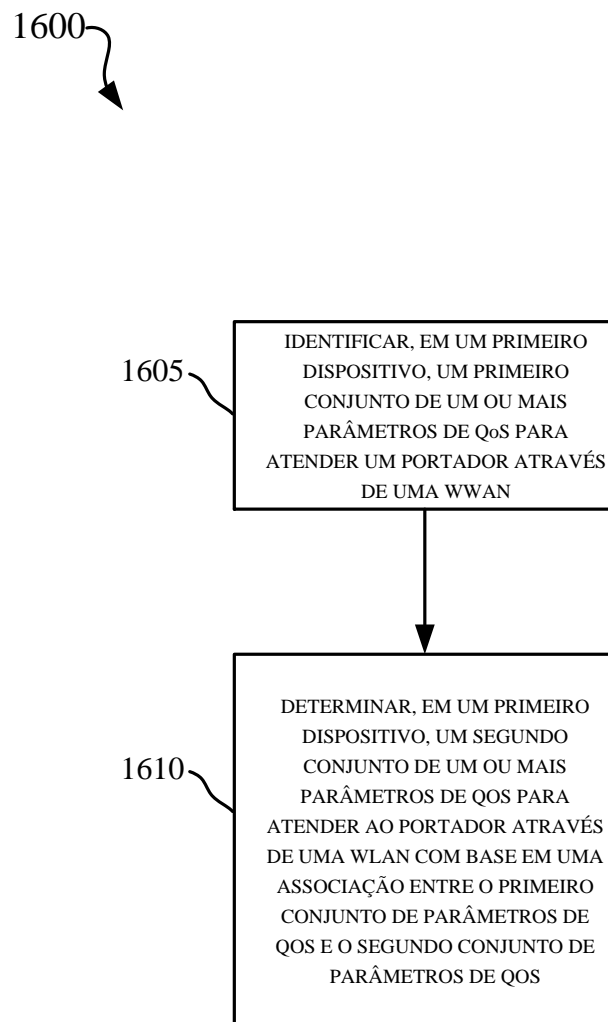 1600
1605
IDENTIFICAR, EM UM PRIMEIRO
DISPOSITIVO, UM PRIMEIRO
CONJUNTO DE UM OU MAIS
PARÂMETROS DE QoS PARA
ATENDER UM PORTADOR ATRAVÉS
DE UMA WWAN
1610
DETERMINAR, EM UM PRIMEIRO
DISPOSITIVO, UM SEGUNDO
CONJUNTO DE UM OU MAIS
PARÂMETROS DE QOS PARA
ATENDER AO PORTADOR ATRAVÉS
DE UMA WLAN COM BASE EM UMA
ASSOCIAÇÃO ENTRE O PRIMEIRO
CONJUNTO DE PARÂMETROS DE
QOS E O SEGUNDO CONJUNTO DE
PARÂMETROS DE QOS